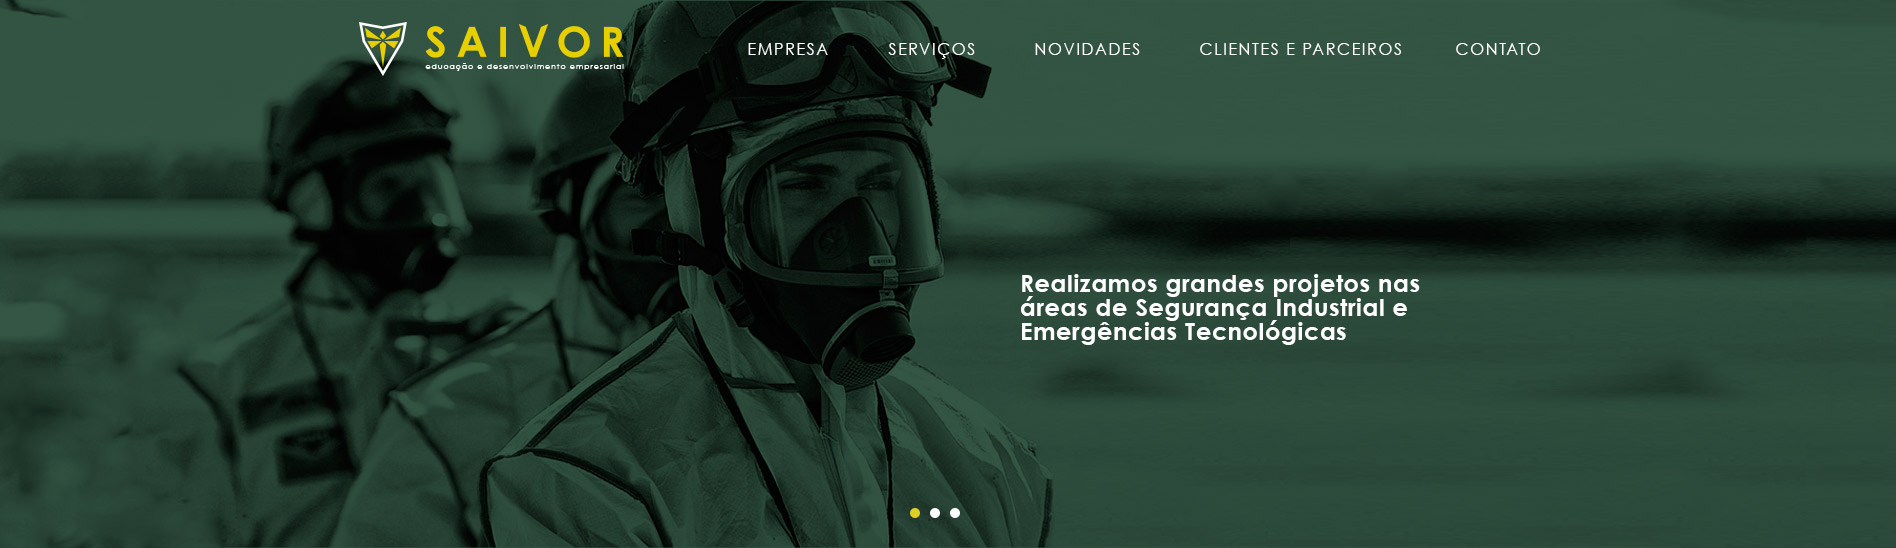 SAIVOR
educação e desenvolvimento empresarial
EMPRESA
SERVIÇOS
NOVIDADES
CLIENTES E PARCEIROS
CONTATO
Realizamos grandes projetos nas
áreas de Segurança Industrial e
Emergências Tecnológicas